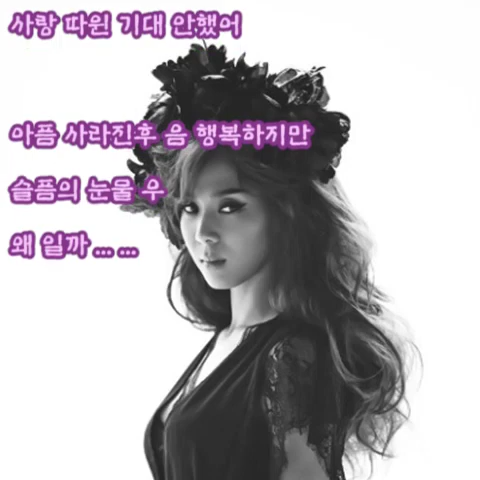 사랑 따윈 기대 안했어
아픔 사라진후 음 행복하지만
슬픔의 눈물 우
왜 일까 ... ...